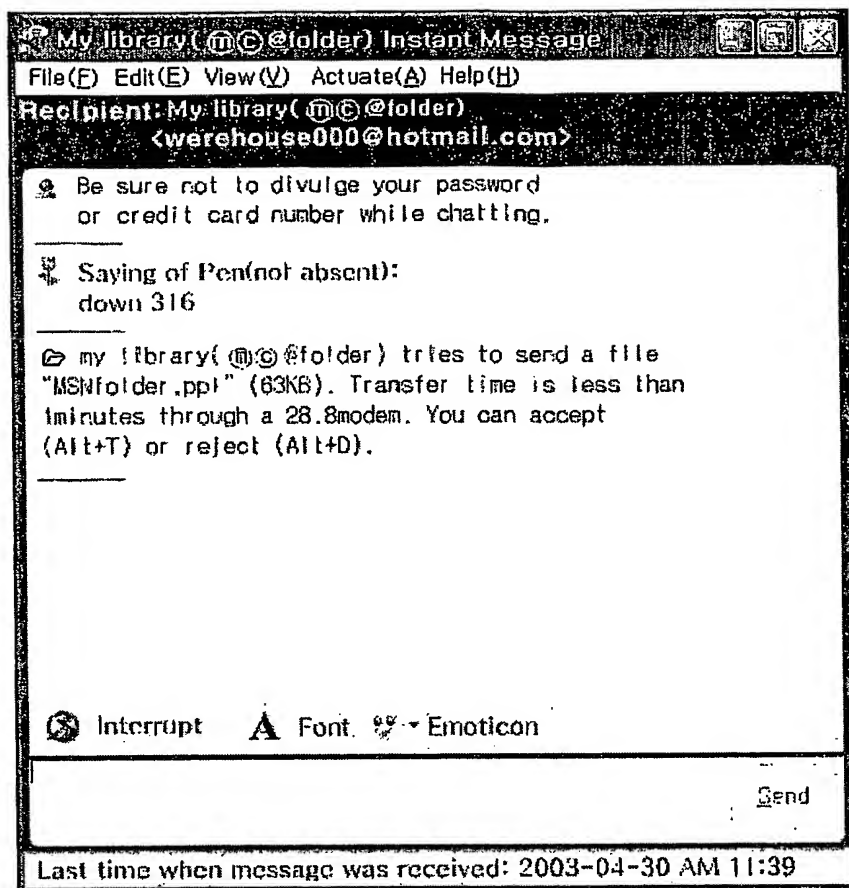 My library(ⓜⓒ@folder) Instant Message
File(F) Edit(E) View(V) Actuate(A) Help(H)
Recipient: My library(ⓜⓒ@folder)
<werehouse000@hotmail.com>
Be sure not to divulge your password
or credit card number while chatting.
Saying of Pen(not absent):
down 316
my library(ⓜⓒ@folder) tries to send a file
"MSNfolder.ppt" (63KB). Transfer time is less than
1minutes through a 28.8modem. You can accept
(Alt+T) or reject (Alt+D).
Interrupt A Font Emoticon
Send
Last time when message was received: 2003-04-30 AM 11:39